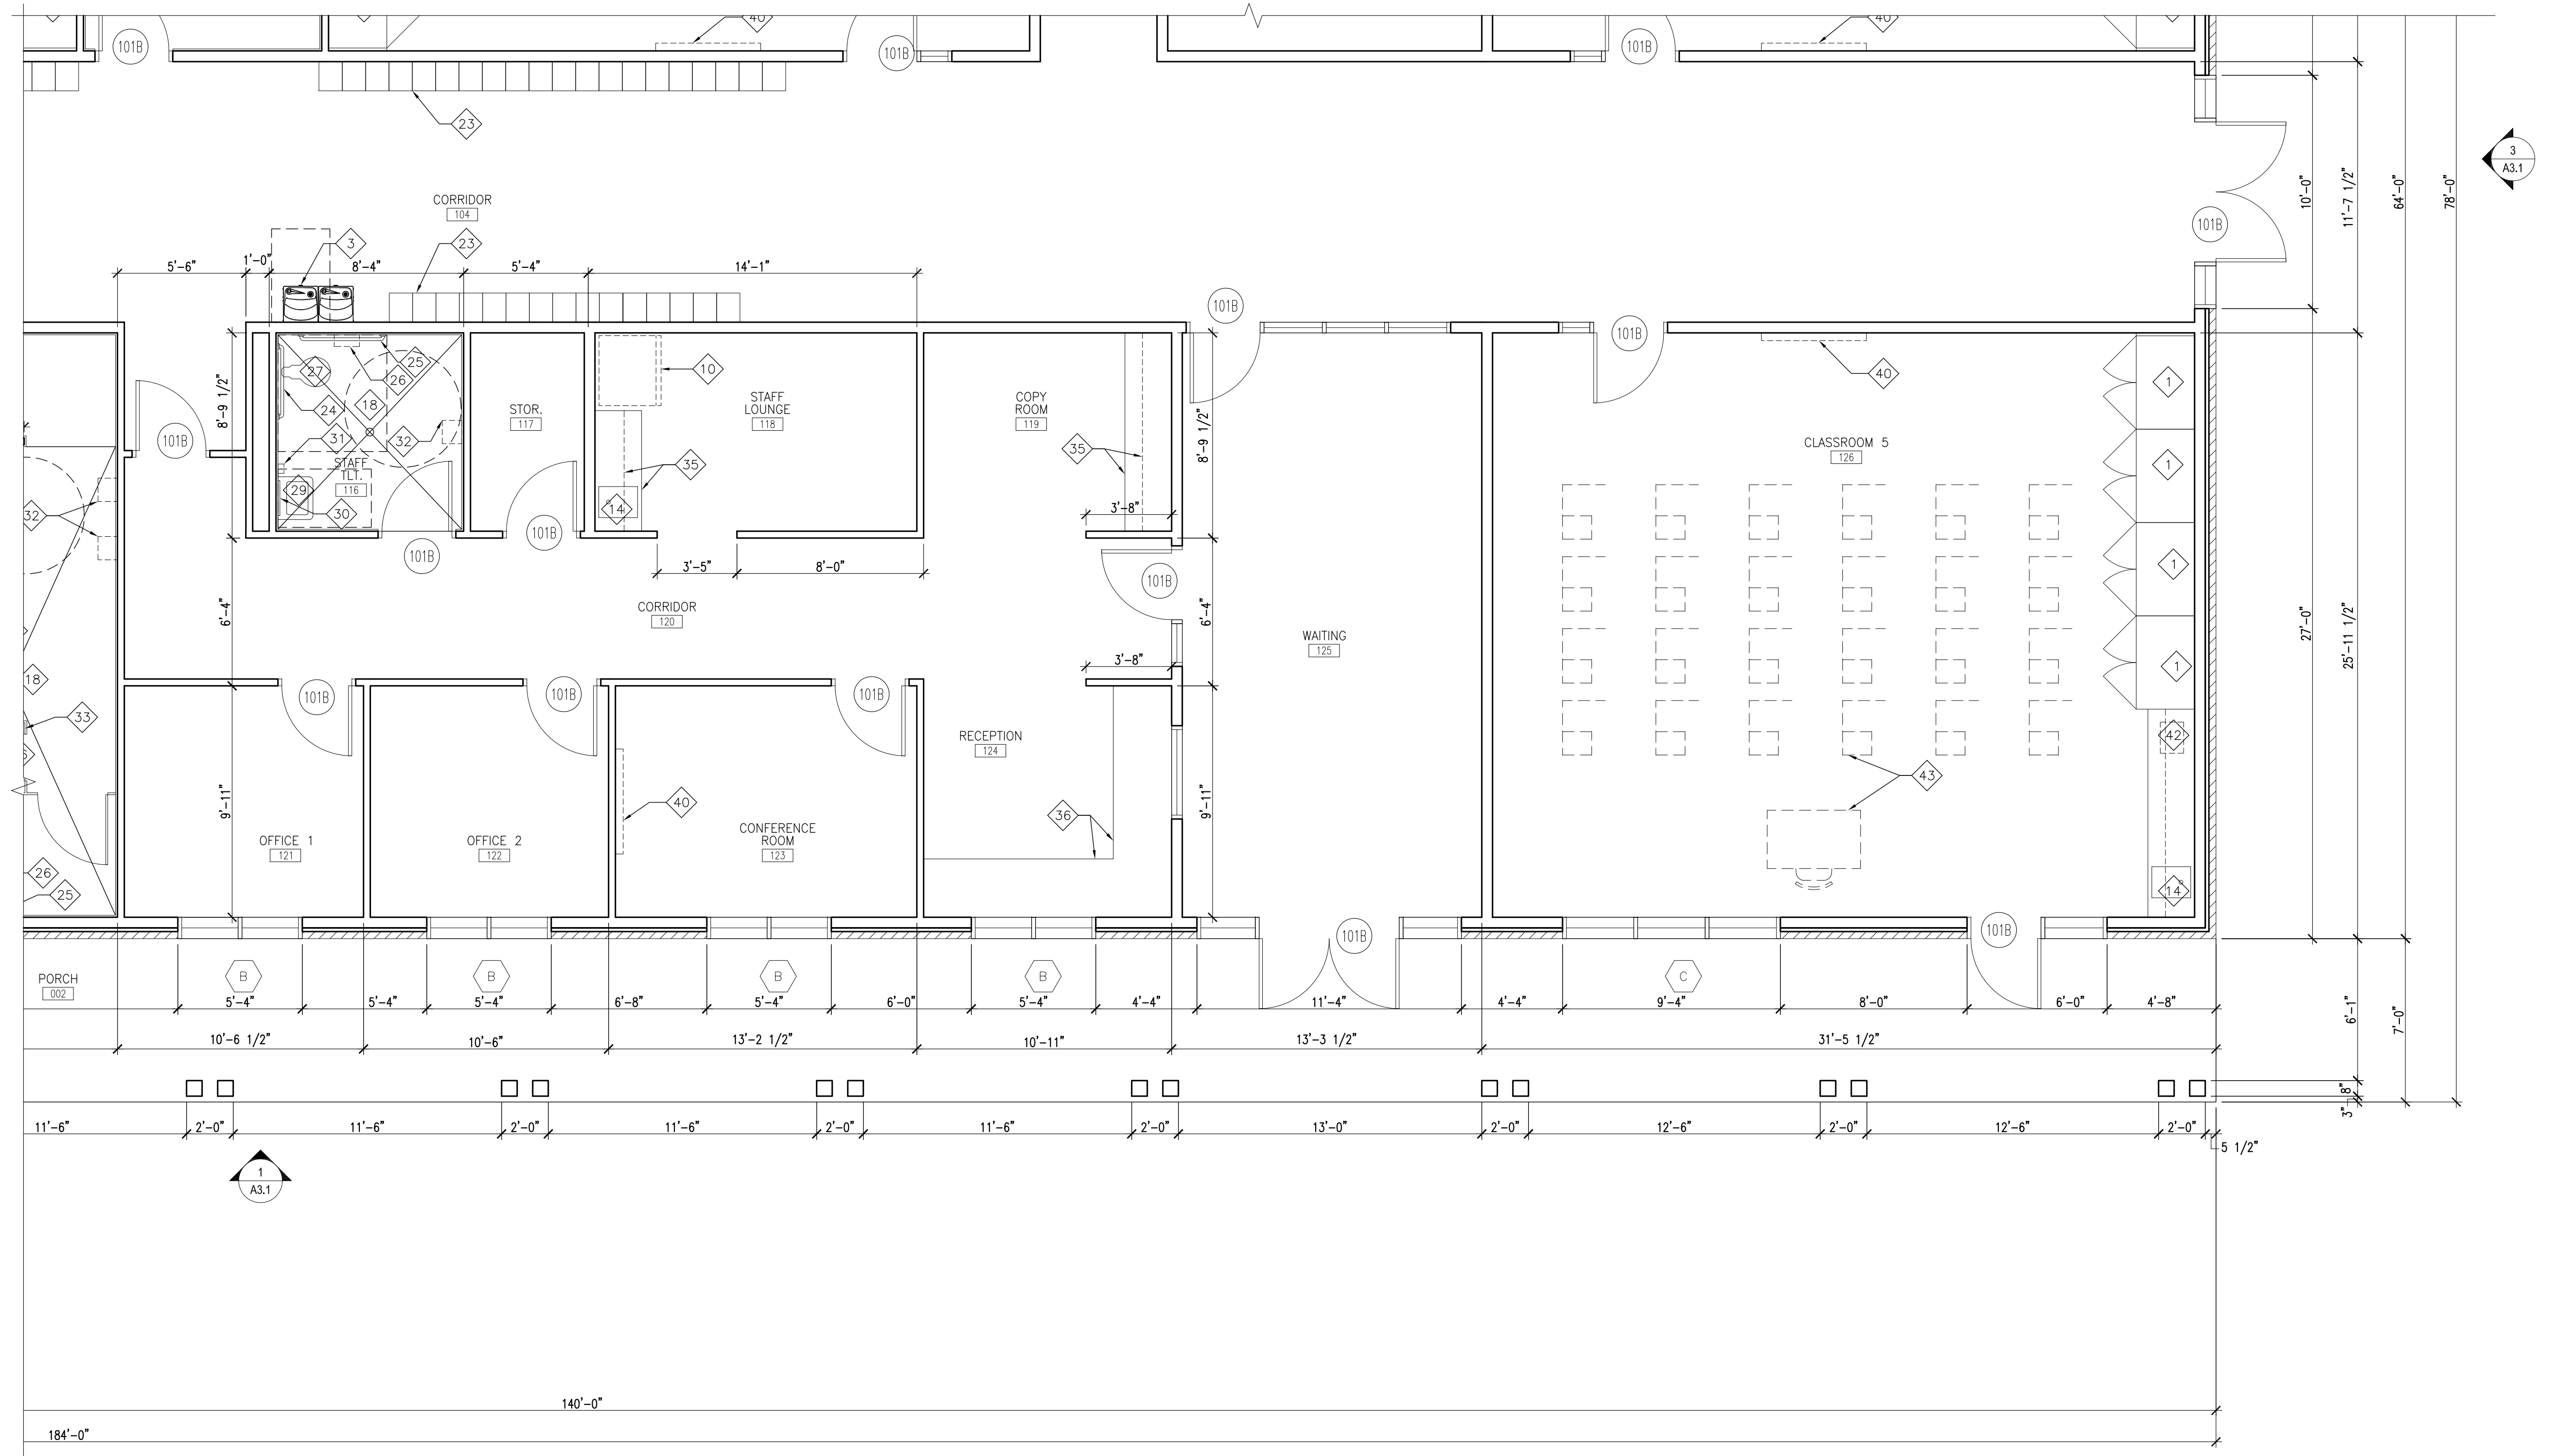 40
40
101B
101B
101B
23
3
A3.1
10'-0"
11'-7 1/2"
64'-0"
78'-0"
CORRIDOR
104
101B
3
23
5'-6"
1'-0"
8'-4"
5'-4"
14'-1"
101B
101B
8'-9 1/2"
27
25
26
24
18
31
32
STAFF
TLT.
116
29
30
STOR.
117
10
STAFF
LOUNGE
118
35
14
COPY
ROOM
119
35
3'-8"
8'-9 1/2"
40
1
CLASSROOM 5
126
1
1
1
101B
32
101B
101B
101B
3'-5"
8'-0"
6'-4"
CORRIDOR
120
6'-4"
WAITING
125
27'-0"
25'-11 1/2"
3'-8"
18
33
101B
101B
101B
RECEPTION
124
42
43
9'-11"
40
36
9'-11"
OFFICE 1
121
OFFICE 2
122
CONFERENCE
ROOM
123
26
25
14
101B
101B
PORCH
002
B
B
B
B
C
5'-4"
5'-4"
5'-4"
6'-8"
5'-4"
6'-0"
5'-4"
4'-4"
11'-4"
4'-4"
9'-4"
8'-0"
6'-0"
4'-8"
6'-1"
7'-0"
10'-6 1/2"
10'-6"
13'-2 1/2"
10'-11"
13'-3 1/2"
31'-5 1/2"
8"
3"
11'-6"
2'-0"
11'-6"
2'-0"
11'-6"
2'-0"
11'-6"
2'-0"
13'-0"
2'-0"
12'-6"
2'-0"
12'-6"
2'-0"
5 1/2"
1
A3.1
140'-0"
184'-0"